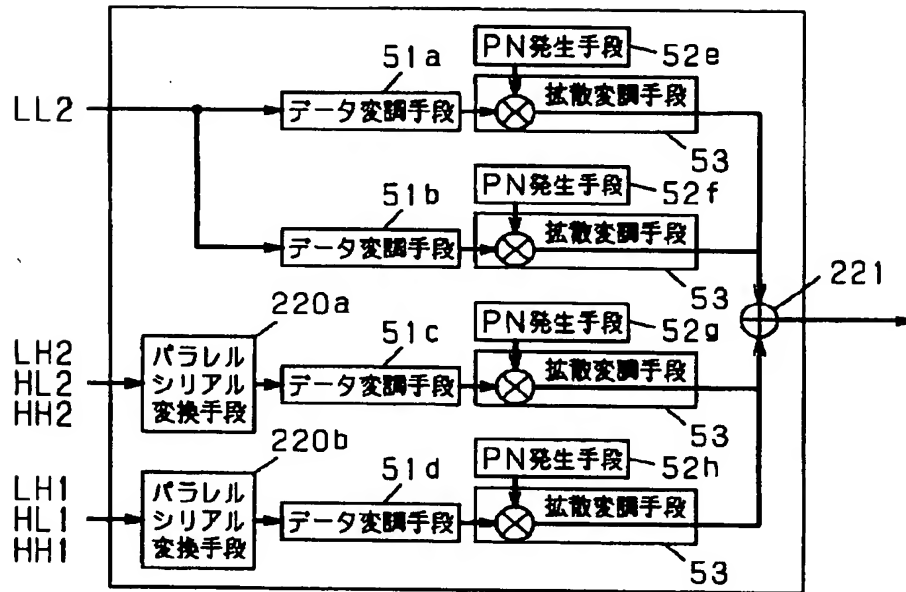 PN発生手段
52e
51a
拡散変調手段
LL2
データ変調手段
53
PN発生手段
52f
51b
拡散変調手段
データ変調手段
53
221
220a
PN発生手段
52g
51c
拡散変調手段
LH2
HL2
HH2
パラレル
シリアル
変換手段
データ変調手段
53
220b
PN発生手段
52h
51d
拡散変調手段
LH1
HL1
HH1
パラレル
シリアル
変換手段
データ変調手段
53